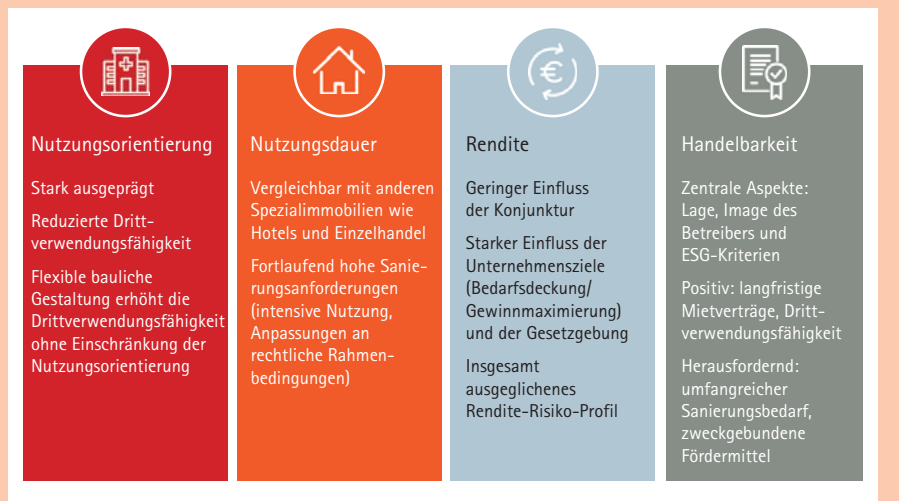 Nutzungsorientierung
Stark ausgeprägt
Reduzierte Dritt-
verwendungsfähigkeit
Flexible bauliche
Gestaltung erhöht die
Drittverwendungsfähigkeit
ohne Einschränkung der
Nutzungsorientierung
Nutzungsdauer
Vergleichbar mit anderen
Spezialimmobilien wie
Hotels und Einzelhandel
Fortlaufend hohe Sanie-
rungsanforderungen
(intensive Nutzung,
Anpassungen an
rechtliche Rahmen-
bedingungen)
€
Rendite
Geringer Einfluss
der Konjunktur
Starker Einfluss der
Unternehmensziele
(Bedarfsdeckung/
Gewinnmaximierung)
und der Gesetzgebung
Insgesamt
ausgeglichenes
Rendite-Risiko-Profil
Handelbarkeit
Zentrale Aspekte:
Lage, Image des
Betreibers und
ESG-Kriterien
Positiv: langfristige
Mietverträge, Dritt-
verwendungsfähigkeit
Herausfordernd:
umfangreicher
Sanierungsbedarf,
zweckgebundene
Fördermittel